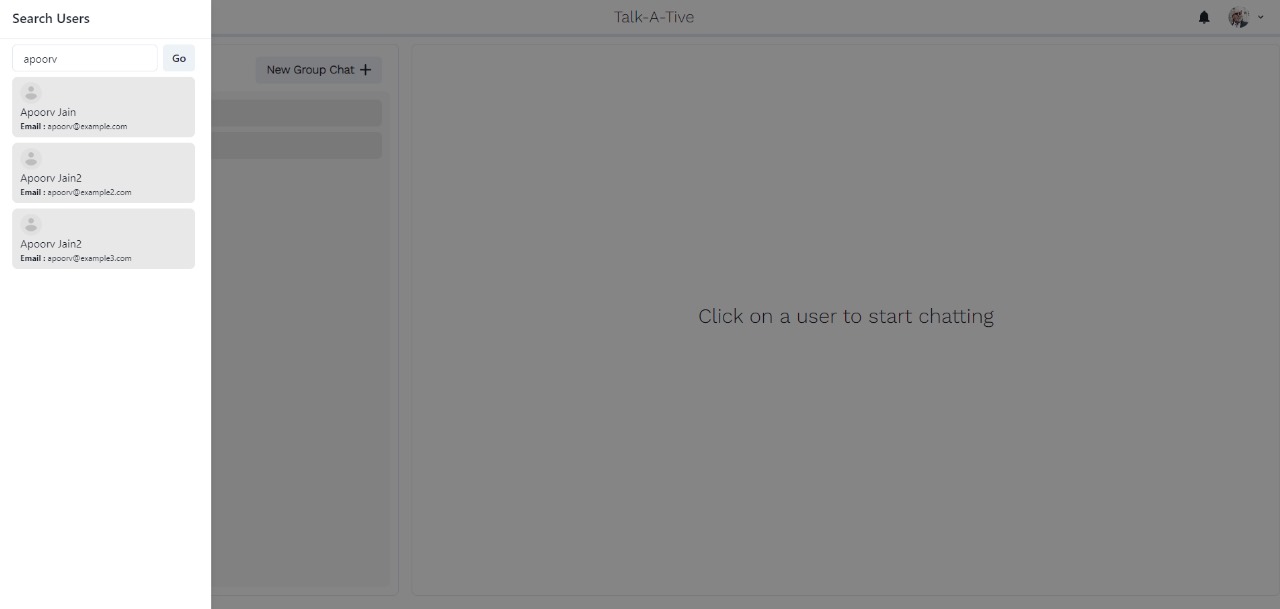 Search Users
apoorv
Go
Apoorv Jain
Email : apoorv@example.com
Apoorv Jain2
Email : apoorv@example2.com
Apoorv Jain2
Email : apoorv@example3.com
Talk-A-Tive
New Group Chat +
Click on a user to start chatting